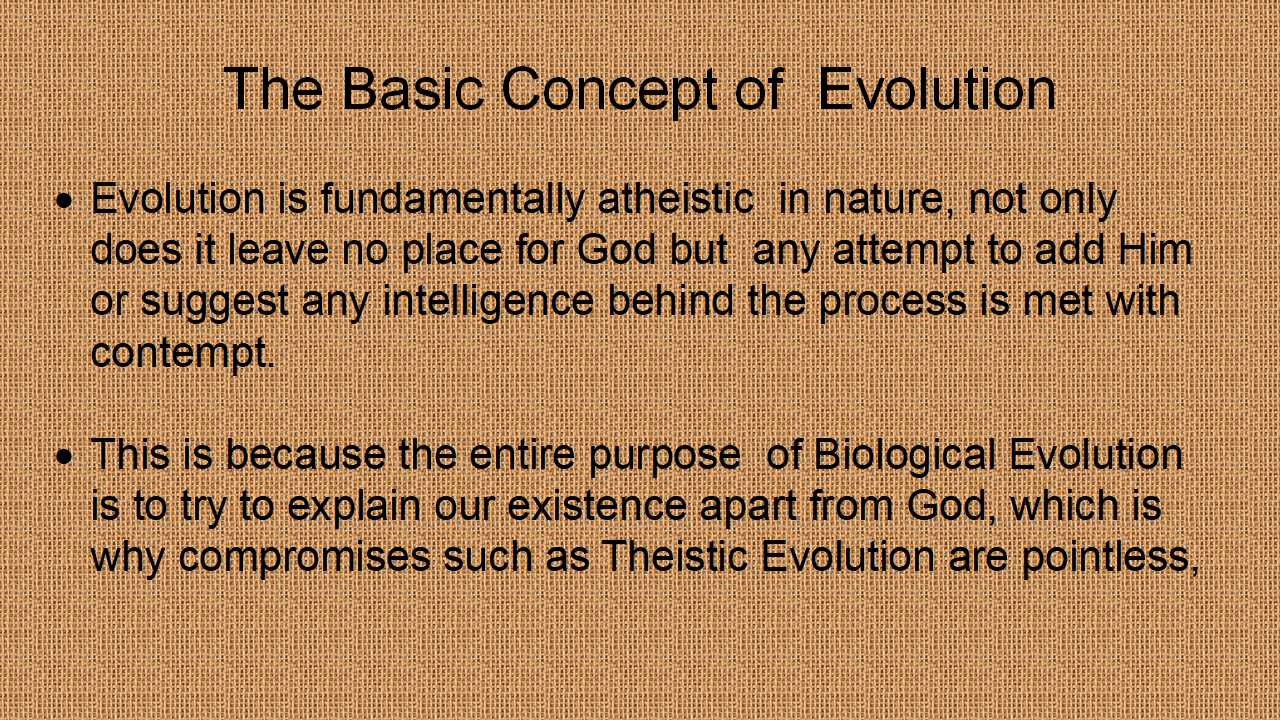 The Basic Concept of  Evolution
• Evolution is fundamentally atheistic  in nature, not only
does it leave no place for God but  any attempt to add Him
or suggest any intelligence behind the process is met with
contempt.
• This is because the entire purpose  of Biological Evolution
is to try to explain our existence apart from God, which is
why compromises such as Theistic Evolution are pointless,